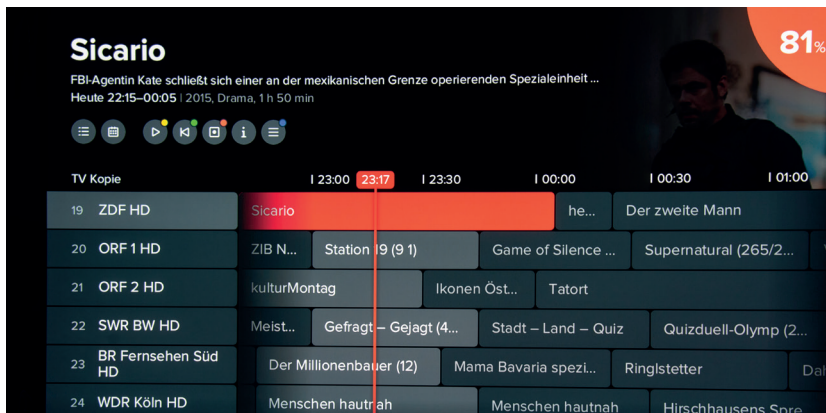 Sicario
81%
FBI-Agentin Kate schließt sich einer an der mexikanischen Grenze operierenden Spezialeinheit ...
Heute 22:15–00:05 | 2015, Drama, 1 h 50 min
TV Kopie
23:00 23:17 23:30 00:00 00:30 01:00
19 ZDF HD Sicario he... Der zweite Mann
20 ORF 1 HD ZIB N... Station 19 (9 1) Game of Silence ... Supernatural (265/2...
21 ORF 2 HD kulturMontag Ikonen Öst... Tatort
22 SWR BW HD Meist... Gefragt – Gejagt (4... Stadt – Land – Quiz Quizduell-Olymp (2...
23 BR Fernsehen Süd HD Der Millionenbauer (12) Mama Bavaria spezi... Ringlstetter
24 WDR Köln HD Menschen hautnah Menschen hautnah Hirschhausens Spre